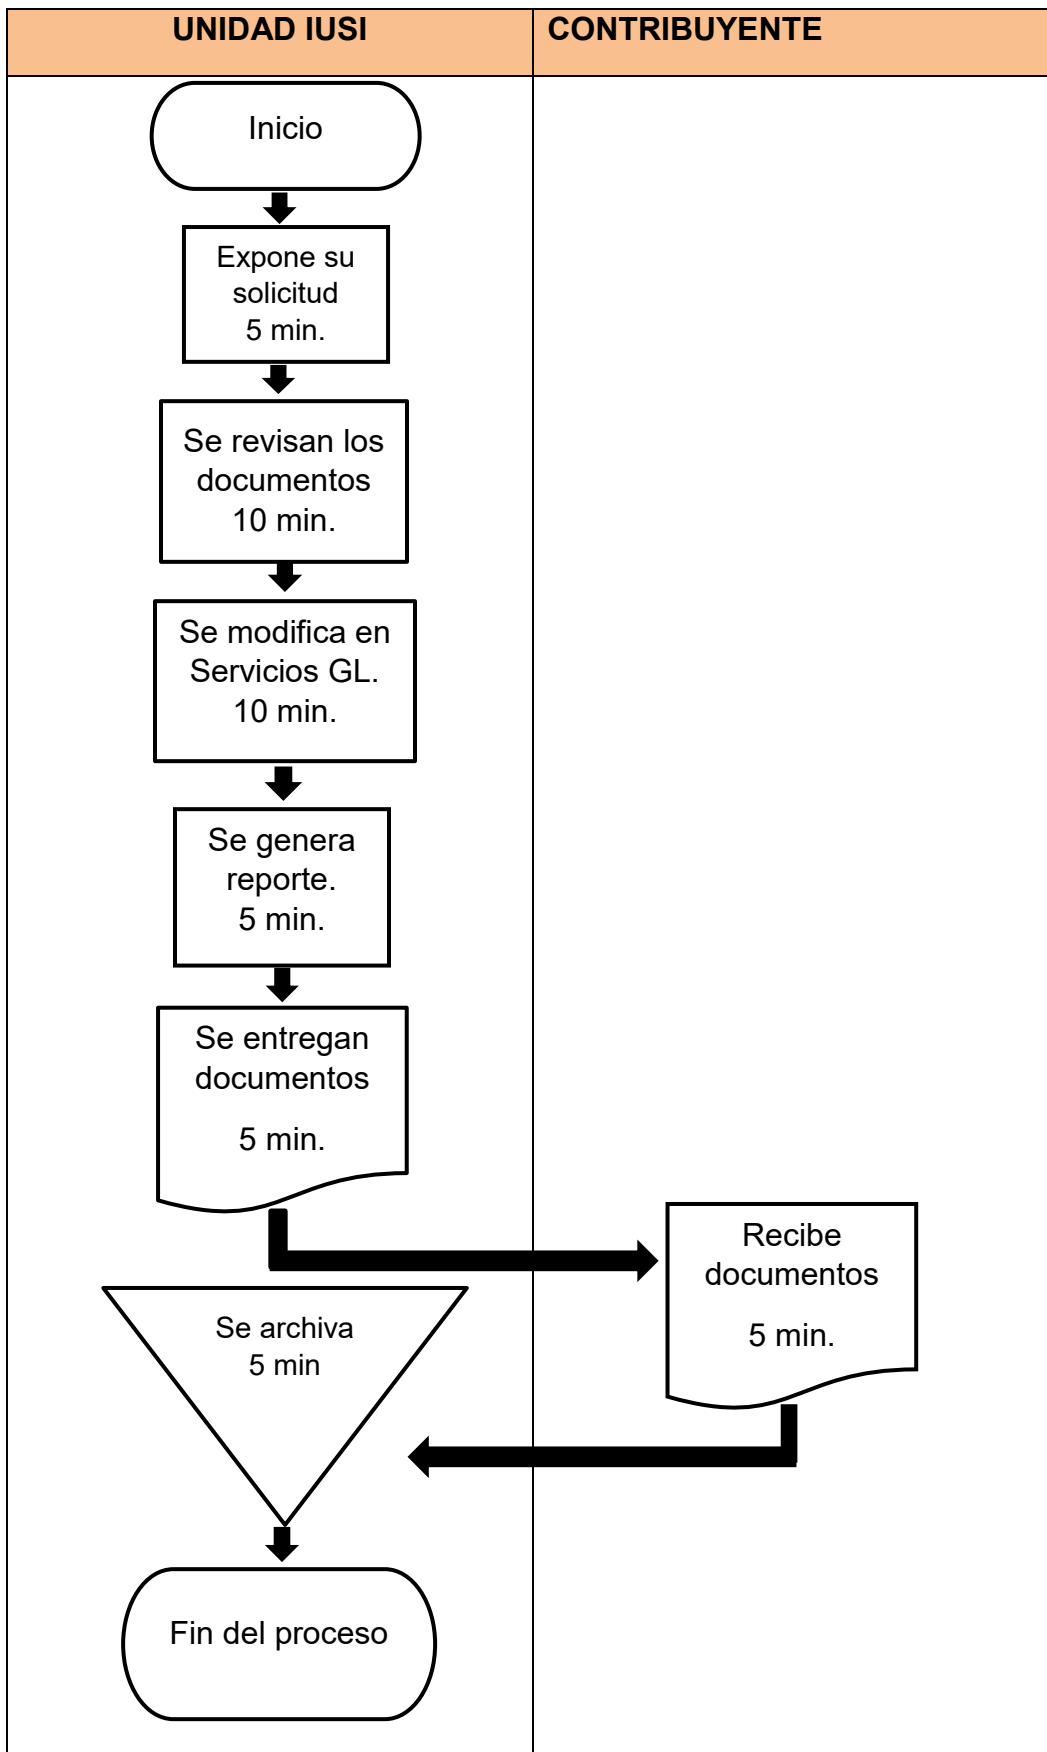 UNIDAD IUSI
CONTRIBUYENTE
Inicio
Expone su
solicitud
5 min.
Se revisan los
documentos
10 min.
Se modifica en
Servicios GL.
10 min.
Se genera
reporte.
5 min.
Se entregan
documentos
5 min.
Recibe
documentos
5 min.
Se archiva
5 min
Fin del proceso